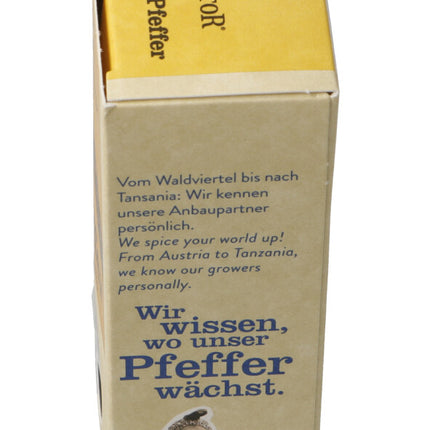 ToR®
Pfeffer
Vom Waldviertel bis nach
Tansania: Wir kennen
unsere Anbaupartner
persönlich.
We spice your world up!
From Austria to Tanzania,
we know our growers
personally.
Wir
wissen,
wo unser
Pfeffer
wächst.